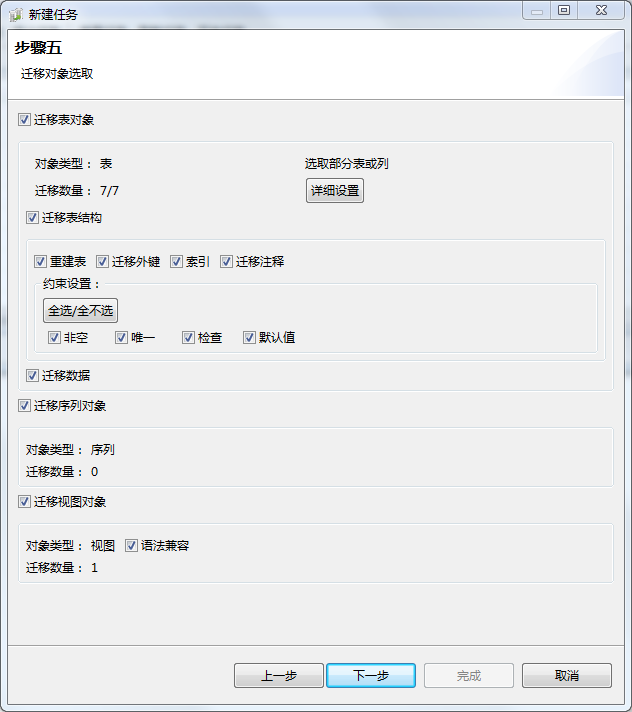 新建任务
步骤五
迁移对象选取
迁移表对象
对象类型： 表
选取部分表或列
迁移数量： 7/7
详细设置
迁移表结构
重建表 迁移外键 索引 迁移注释
约束设置：
全选/全不选
非空 唯一 检查 默认值
迁移数据
迁移序列对象
对象类型： 序列
迁移数量： 0
迁移视图对象
对象类型： 视图 语法兼容
迁移数量： 1
上一步 下一步 完成 取消